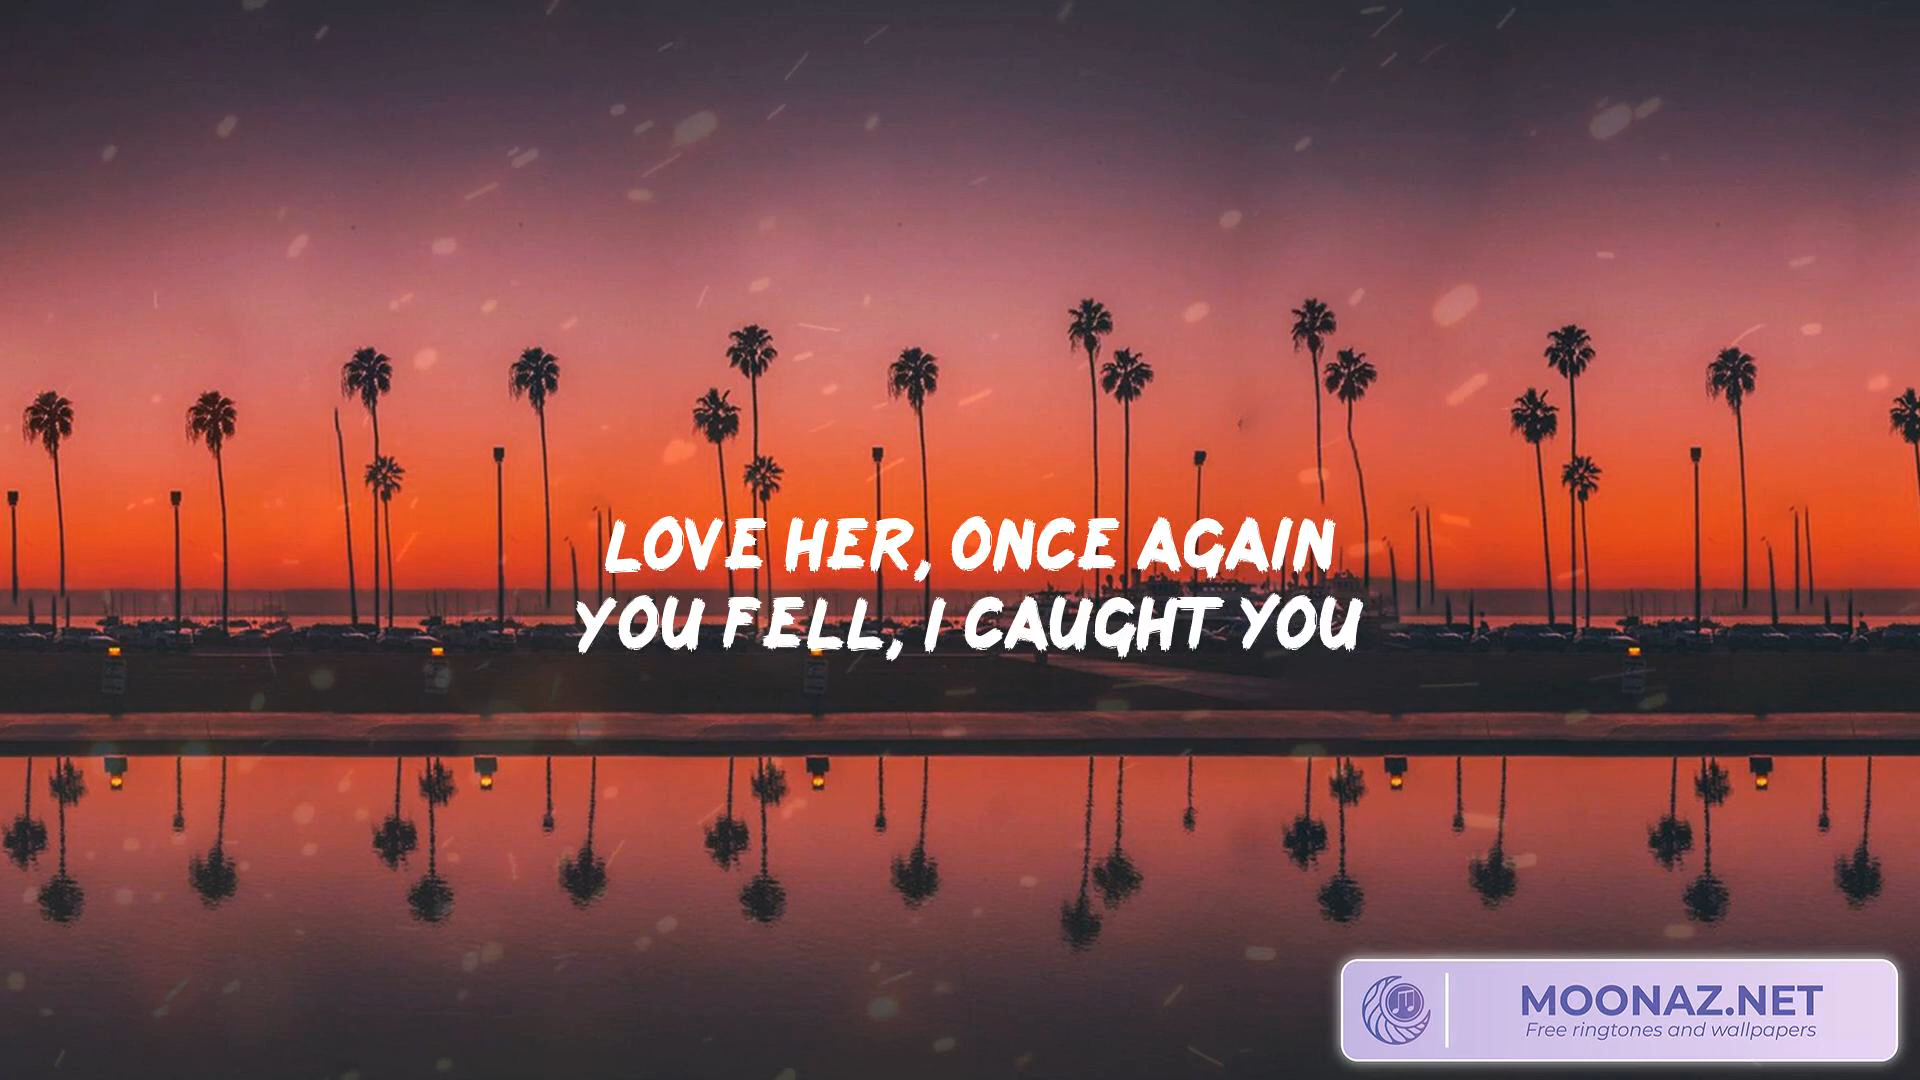 LOVE HER, ONCE AGAIN
YOU FELL, I CAUGHT YOU
MOONAZ.NET
Free ringtones and wallpapers